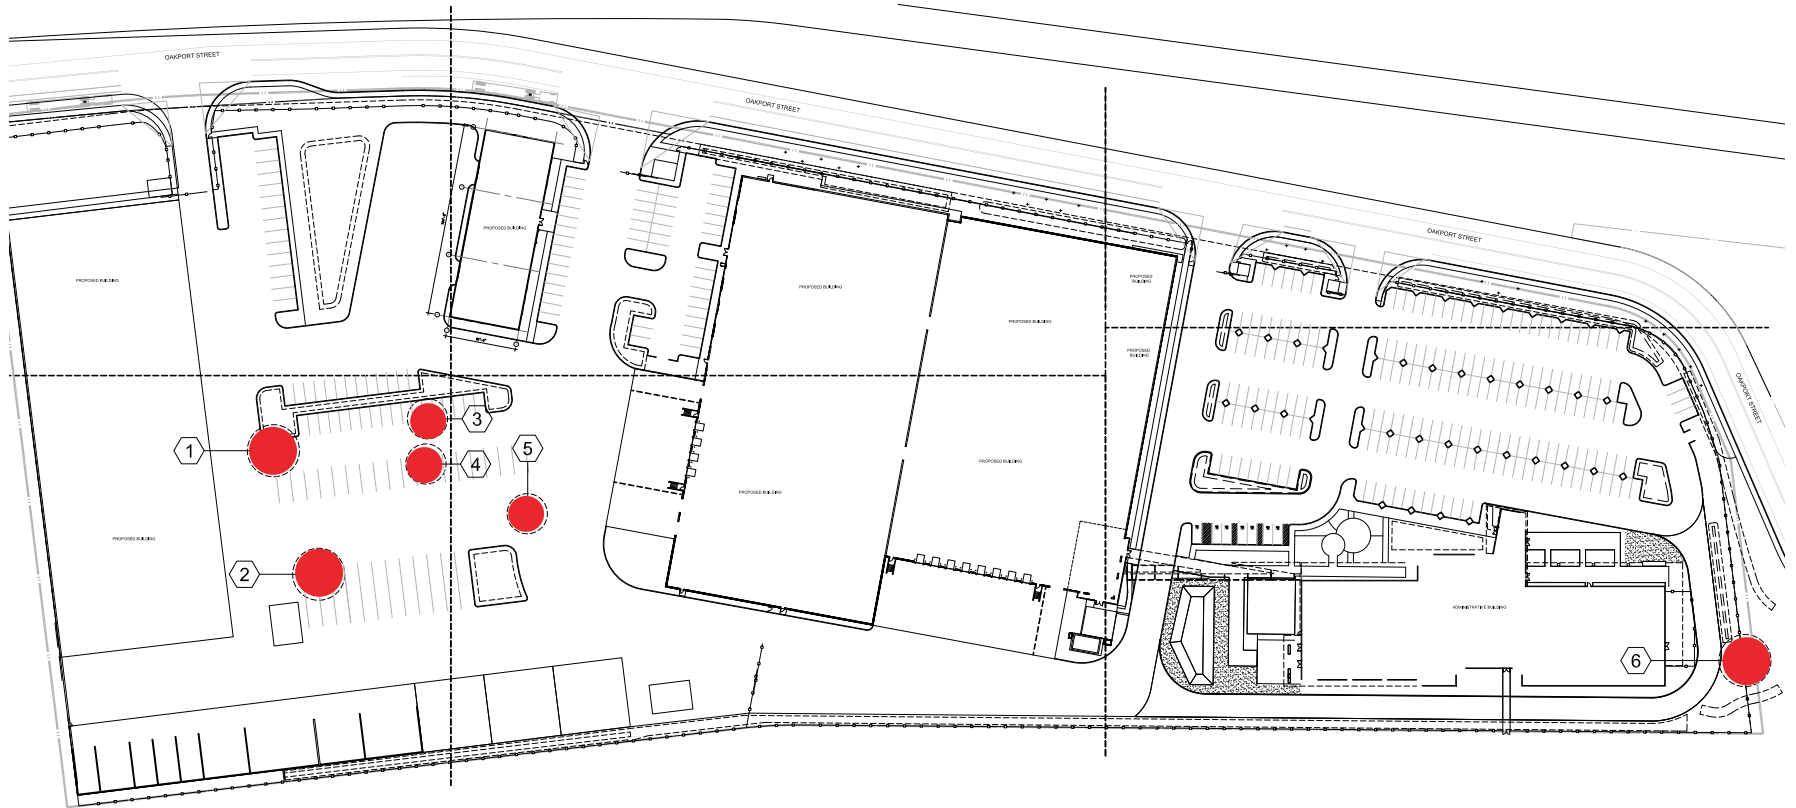 OAKPORT STREET
OAKPORT STREET
OAKPORT STREET
OAKPORT STREET
PROPOSED BUILDING
PROPOSED BUILDING
PROPOSED BUILDING
PROPOSED BUILDING
PROPOSED
BUILDING
PROPOSED
BUILDING
PROPOSED BUILDING
PROPOSED BUILDING
PROPOSED BUILDING
ADMINISTRATIVE BUILDING
1
2
3
4
5
6